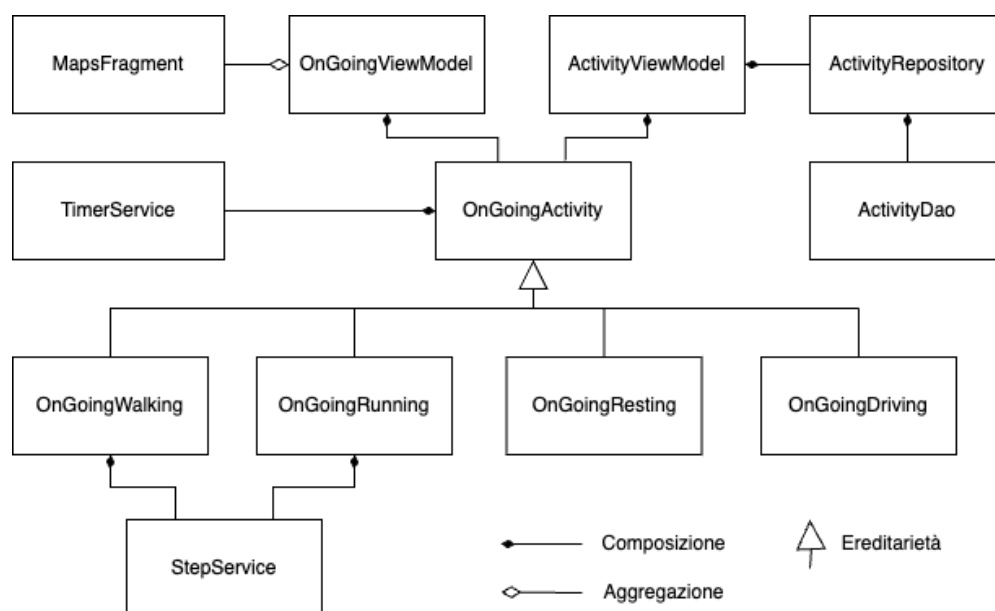 MapsFragment
OnGoingViewModel
ActivityViewModel
ActivityRepository
TimerService
OnGoingActivity
ActivityDao
OnGoingWalking
OnGoingRunning
OnGoingResting
OnGoingDriving
StepService
Composizione
Ereditarietà
Aggregazione